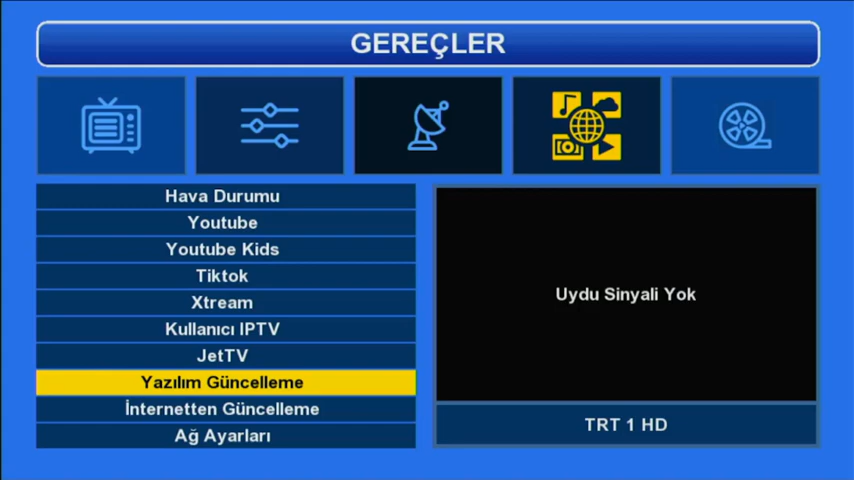 GEREÇLER
Hava Durumu
Youtube
Youtube Kids
Tiktok
Xtream
Kullanıcı IPTV
JetTV
Yazılım Güncelleme
İnternetten Güncelleme
Ağ Ayarları
Uydu Sinyali Yok
TRT 1 HD